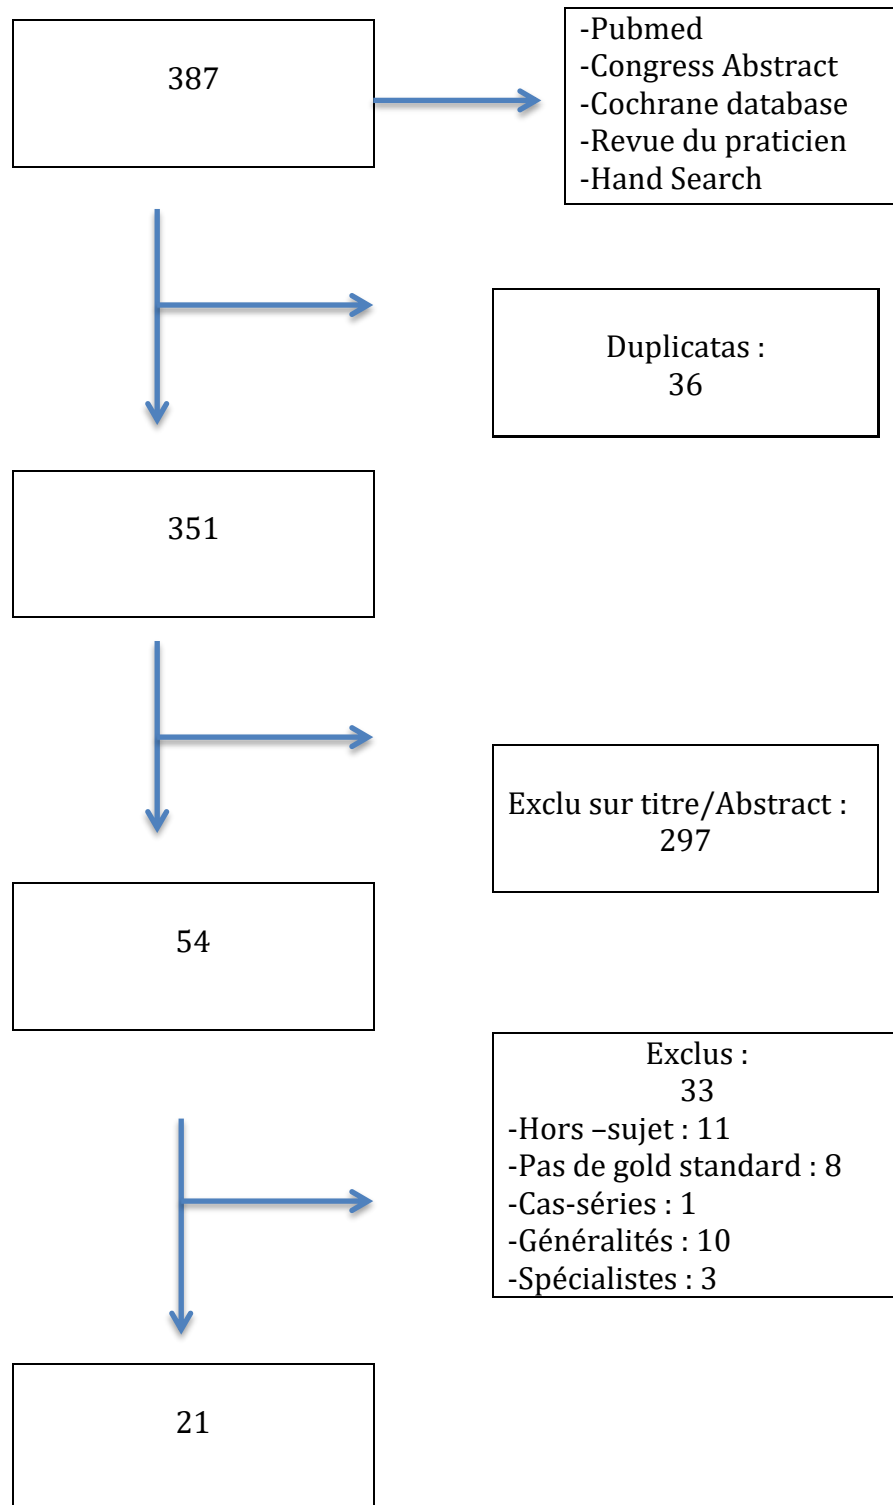 387
-Pubmed
-Congress Abstract
-Cochrane database
-Revue du praticien
-Hand Search
Duplicatas :
36
351
Exclu sur titre/Abstract :
297
54
Exclus :
33
-Hors –sujet : 11
-Pas de gold standard : 8
-Cas-séries : 1
-Généralités : 10
-Spécialistes : 3
21